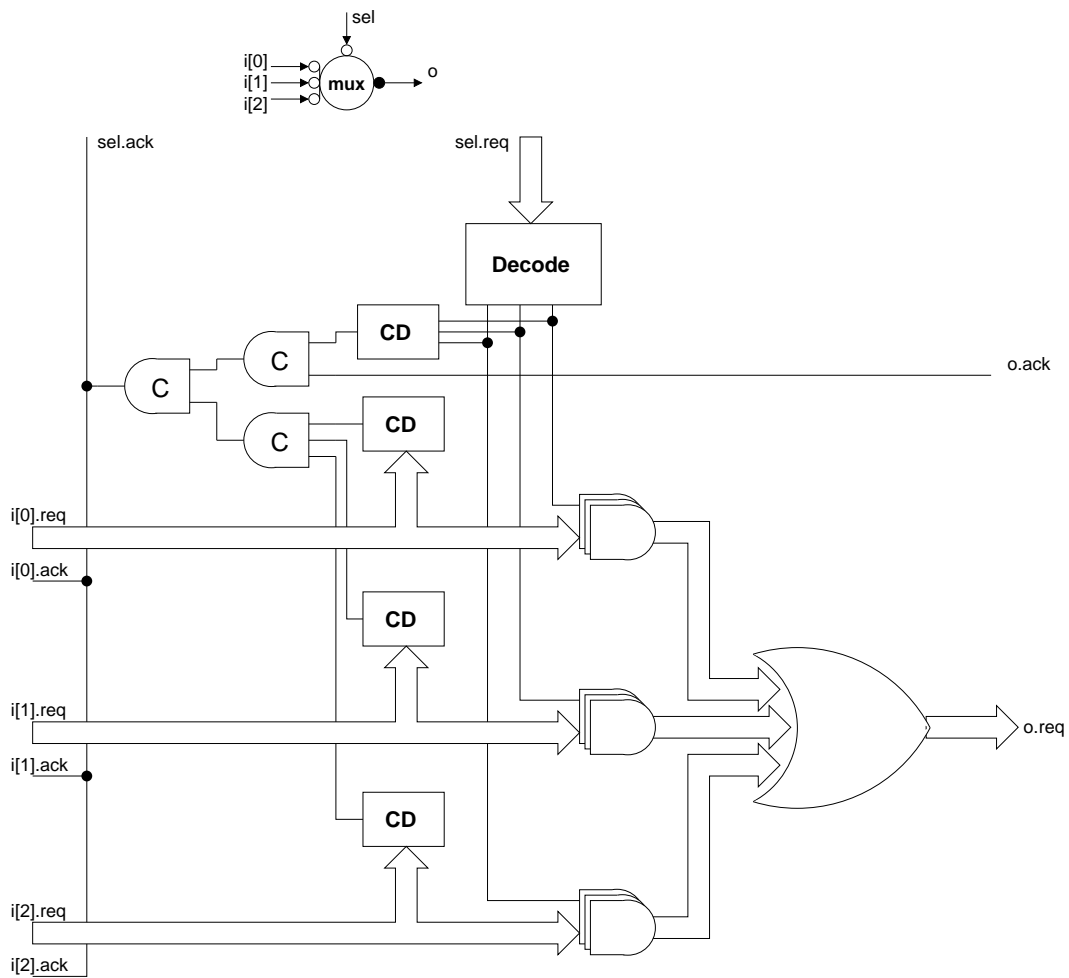 sel
i[0]
i[1]
i[2]
mux
o
sel.ack
sel.req
Decode
CD
C
C
o.ack
CD
C
i[0].req
i[0].ack
CD
i[1].req
o.req
i[1].ack
CD
i[2].req
i[2].ack